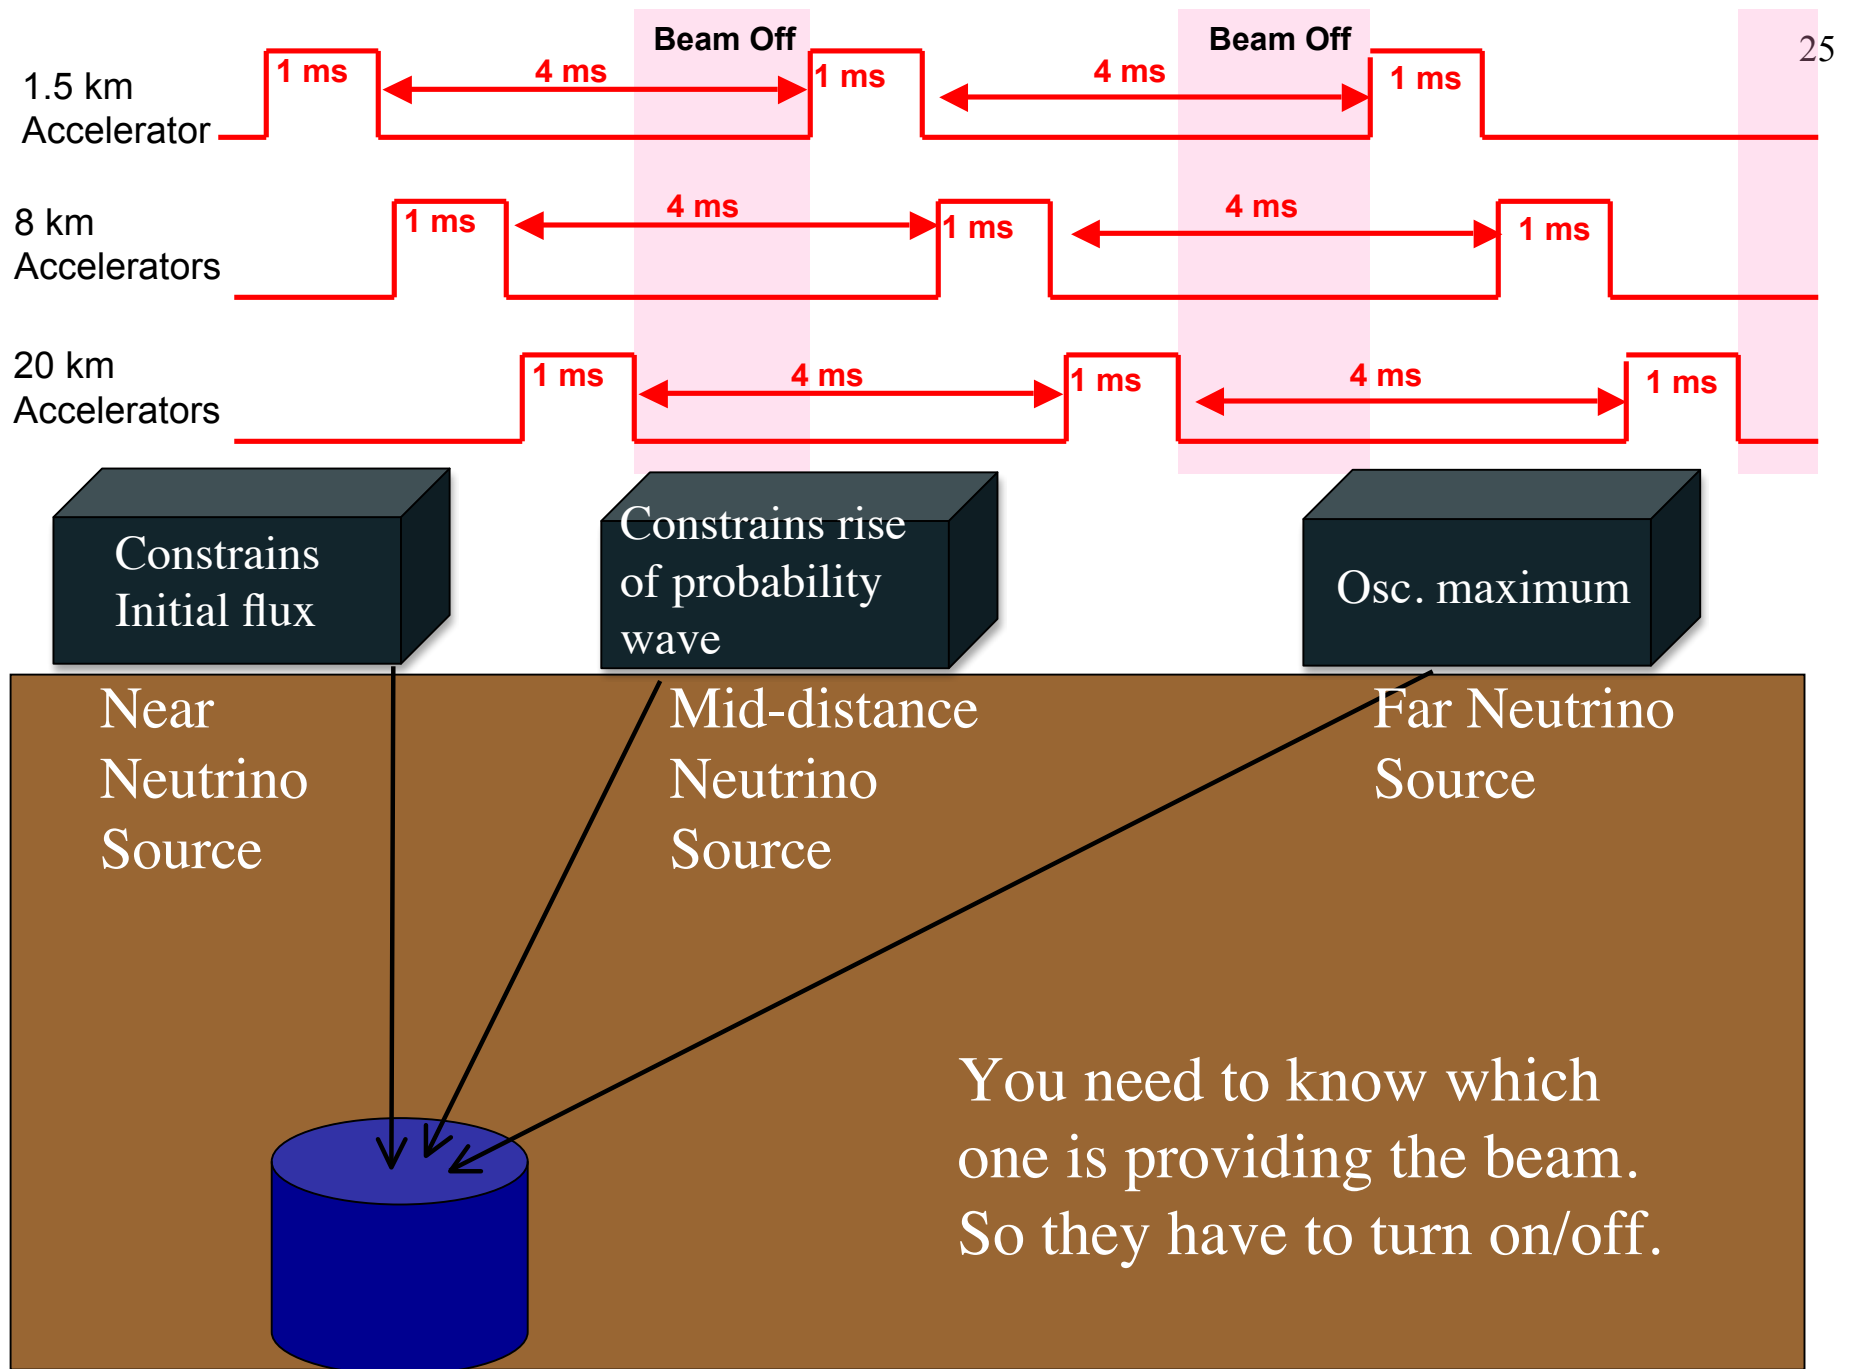 Beam Off
Beam Off
25
1.5 km
Accelerator
1 ms
4 ms
1 ms
4 ms
1 ms
8 km
Accelerators
1 ms
4 ms
1 ms
4 ms
1 ms
20 km
Accelerators
1 ms
4 ms
1 ms
4 ms
1 ms
Constrains
Initial flux
Constrains rise
of probability
wave
Osc. maximum
Near
Neutrino
Source
Mid-distance
Neutrino
Source
Far Neutrino
Source
You need to know which
one is providing the beam.
So they have to turn on/off.